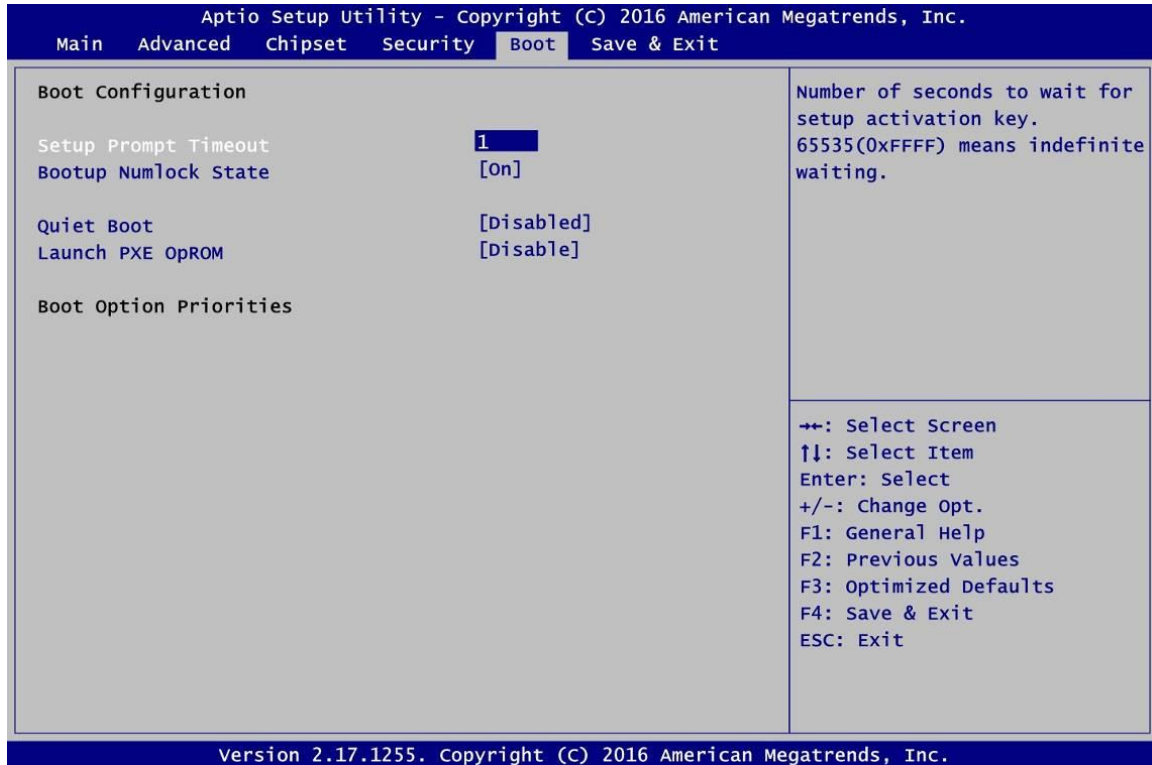 Aptio Setup Utility – Copyright (C) 2016 American Megatrends, Inc.
Main Advanced Chipset Security Boot Save & Exit
Boot Configuration
Setup Prompt Timeout 1
Bootup Numlock State [On]
Quiet Boot [Disabled]
Launch PXE OpROM [Disable]
Boot Option Priorities
Number of seconds to wait for
setup activation key.
65535(0xFFFF) means indefinite
waiting.
→←: Select Screen
↑↓: Select Item
Enter: Select
+/-: Change Opt.
F1: General Help
F2: Previous Values
F3: Optimized Defaults
F4: Save & Exit
ESC: Exit
Version 2.17.1255. Copyright (C) 2016 American Megatrends, Inc.